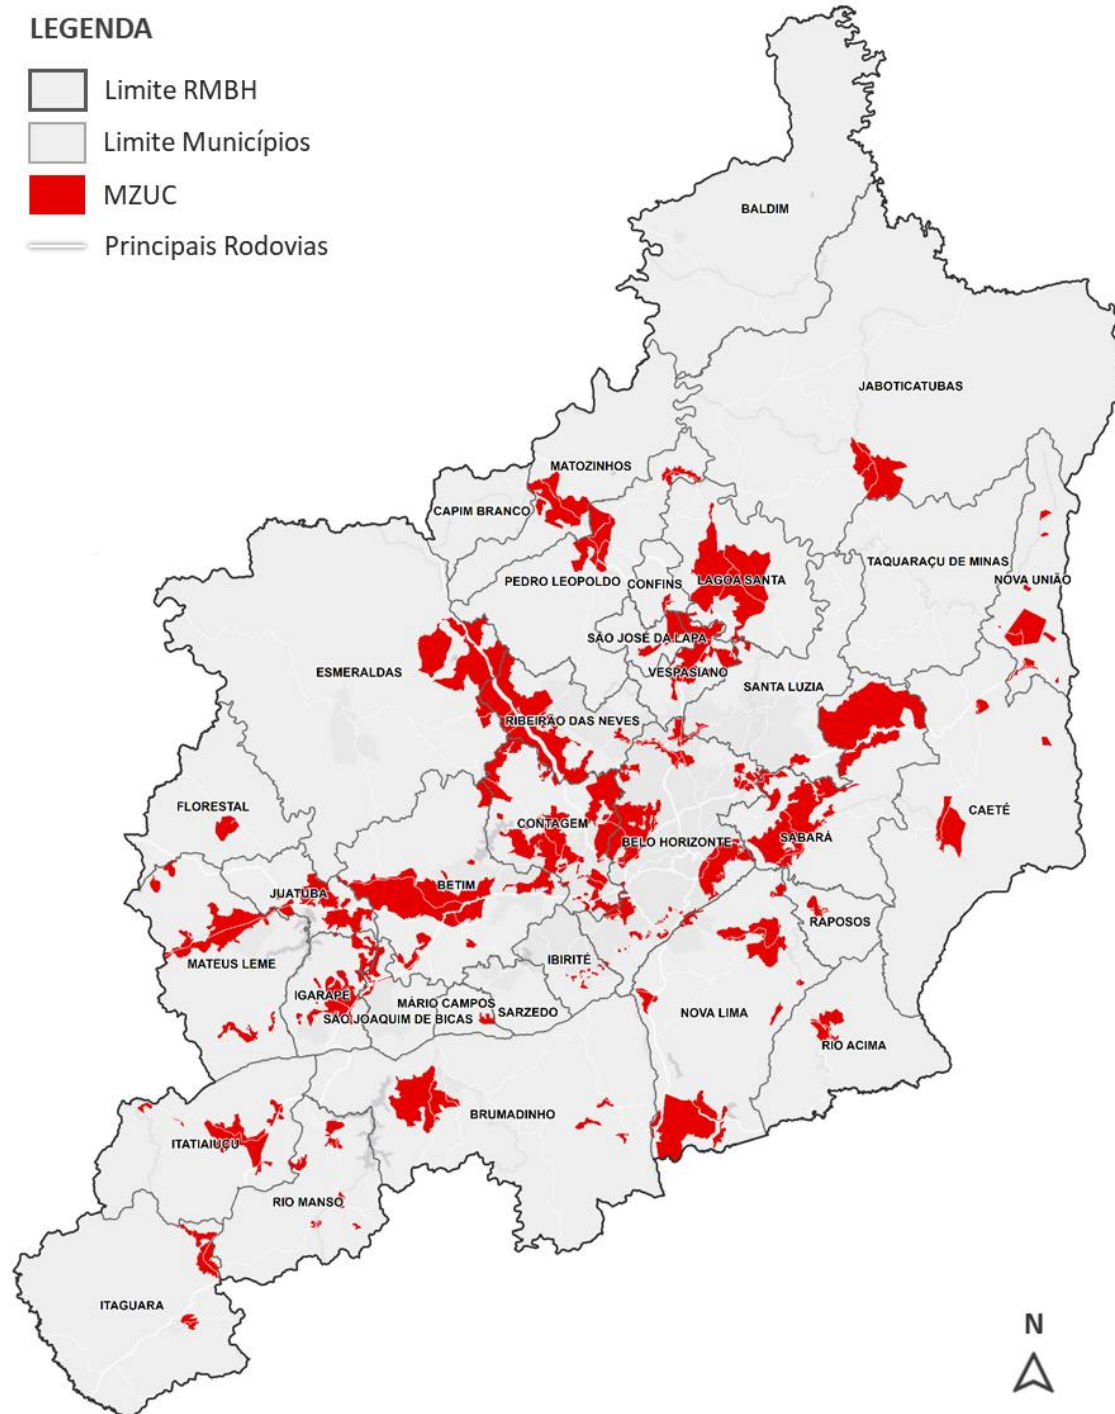 LEGENDA
Limite RMBH
Limite Municípios
MZUC
Principais Rodovias
BALDIM
JABOTICATUBAS
MATOZINHOS
CAPIM BRANCO
TAQUARAÇU DE MINAS
PEDRO LEOPOLDO
CONFINS
LAGOA SANTA
NOVA UNIÃO
SÃO JOSÉ DA LAPA
ESMERALDAS
VESPASIANO
SANTA LUZIA
RIBEIRÃO DAS NEVES
FLORESTAL
CONTAGEM
BELO HORIZONTE
SABARÁ
CAETÉ
JUATUBA
BETIM
RAPOSOS
MATEUS LEME
IBIRITÉ
IGARAPÉ
MÁRIO CAMPOS
SARZEDO
NOVA LIMA
SÃO JOAQUIM DE BICAS
RIO ACIMA
BRUMADINHO
ITATIAIUÇU
RIO MANSO
ITAGUARA
N